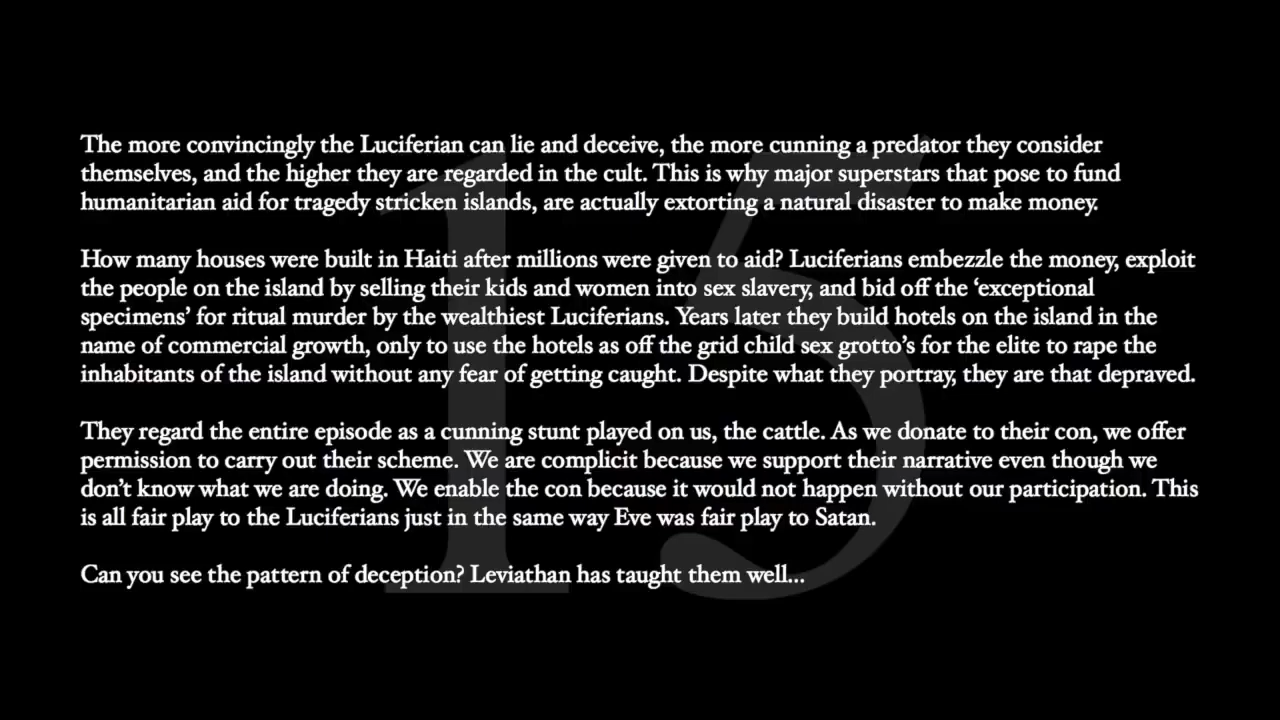 The more convincingly the Luciferian can lie and deceive, the more cunning a predator they consider
themselves, and the higher they are regarded in the cult. This is why major superstars that pose to fund
humanitarian aid for tragedy stricken islands, are actually extorting a natural disaster to make money.
How many houses were built in Haiti after millions were given to aid? Luciferians embezzle the money, exploit
the people on the island by selling their kids and women into sex slavery, and bid off the ‘exceptional
specimens’ for ritual murder by the wealthiest Luciferians. Years later they build hotels on the island in the
name of commercial growth, only to use the hotels as off the grid child sex grotto’s for the elite to rape the
inhabitants of the island without any fear of getting caught. Despite what they portray, they are that depraved.
They regard the entire episode as a cunning stunt played on us, the cattle. As we donate to their con, we offer
permission to carry out their scheme. We are complicit because we support their narrative even though we
don’t know what we are doing. We enable the con because it would not happen without our participation. This
is all fair play to the Luciferians just in the same way Eve was fair play to Satan.
Can you see the pattern of deception? Leviathan has taught them well...
15